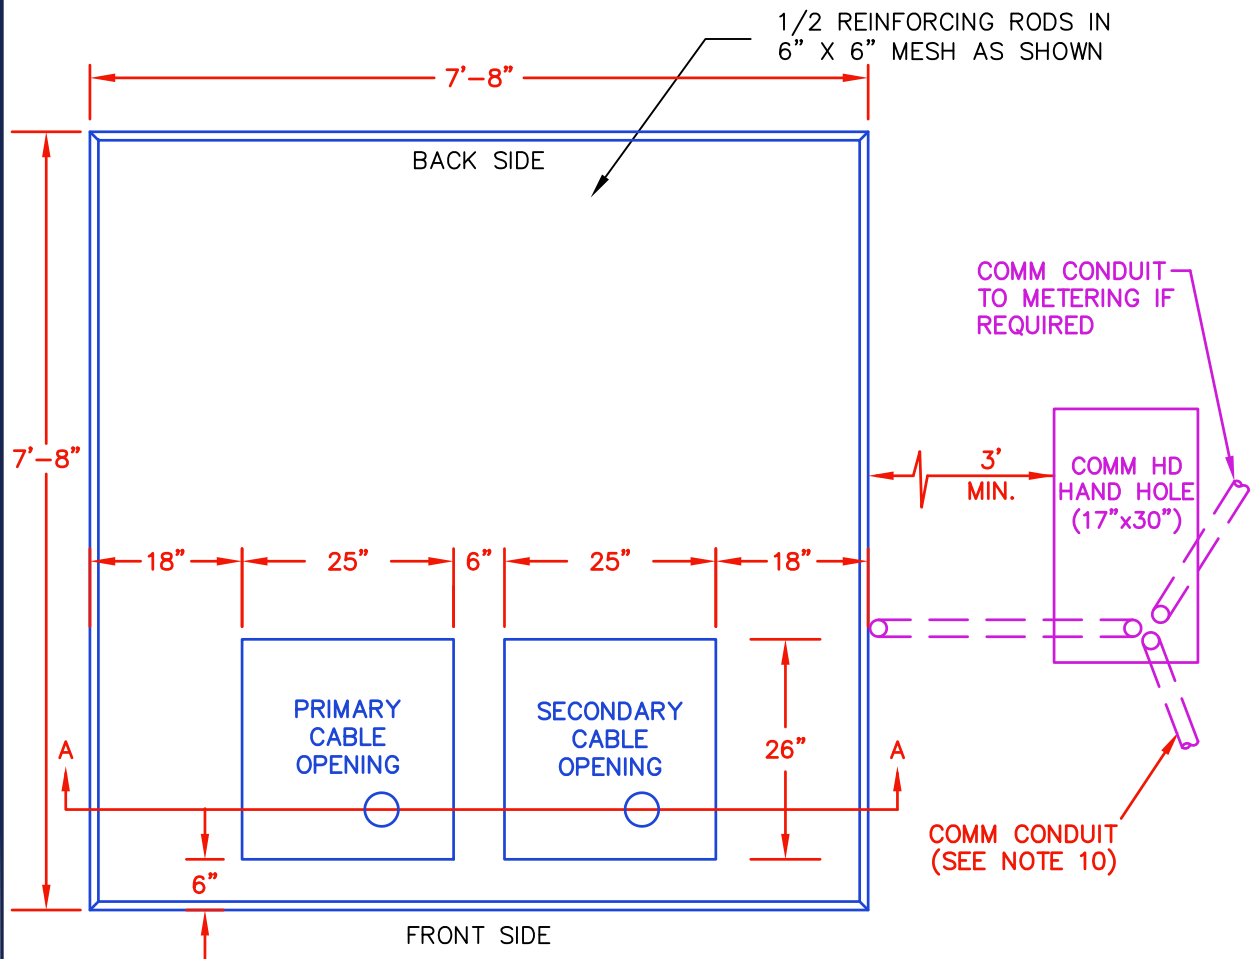 1/2 REINFORCING RODS IN
6” X 6” MESH AS SHOWN
7’-8”
BACK SIDE
COMM CONDUIT
TO METERING IF
REQUIRED
7’-8”
3’
MIN.
COMM HD
HAND HOLE
(17”x30”)
18”
25”
6”
25”
18”
PRIMARY
CABLE
OPENING
SECONDARY
CABLE
OPENING
26”
A
A
6”
COMM CONDUIT
(SEE NOTE 10)
FRONT SIDE